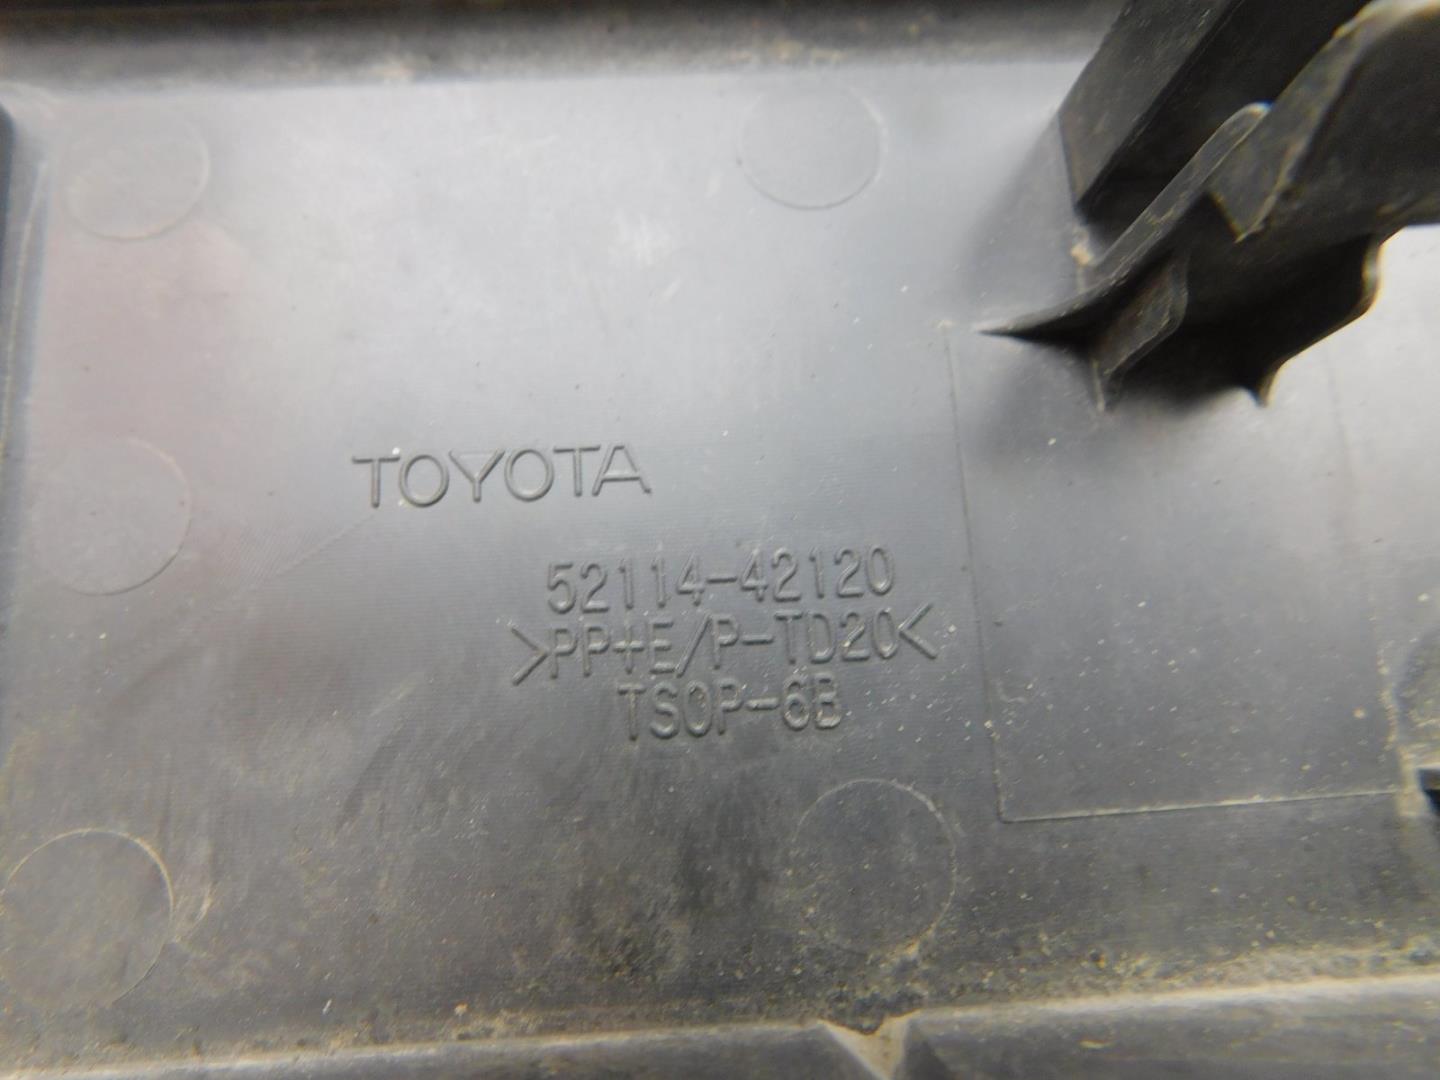 TOYOTA
52114-42120
>PP+E/P-TD20<
TSOP-6B